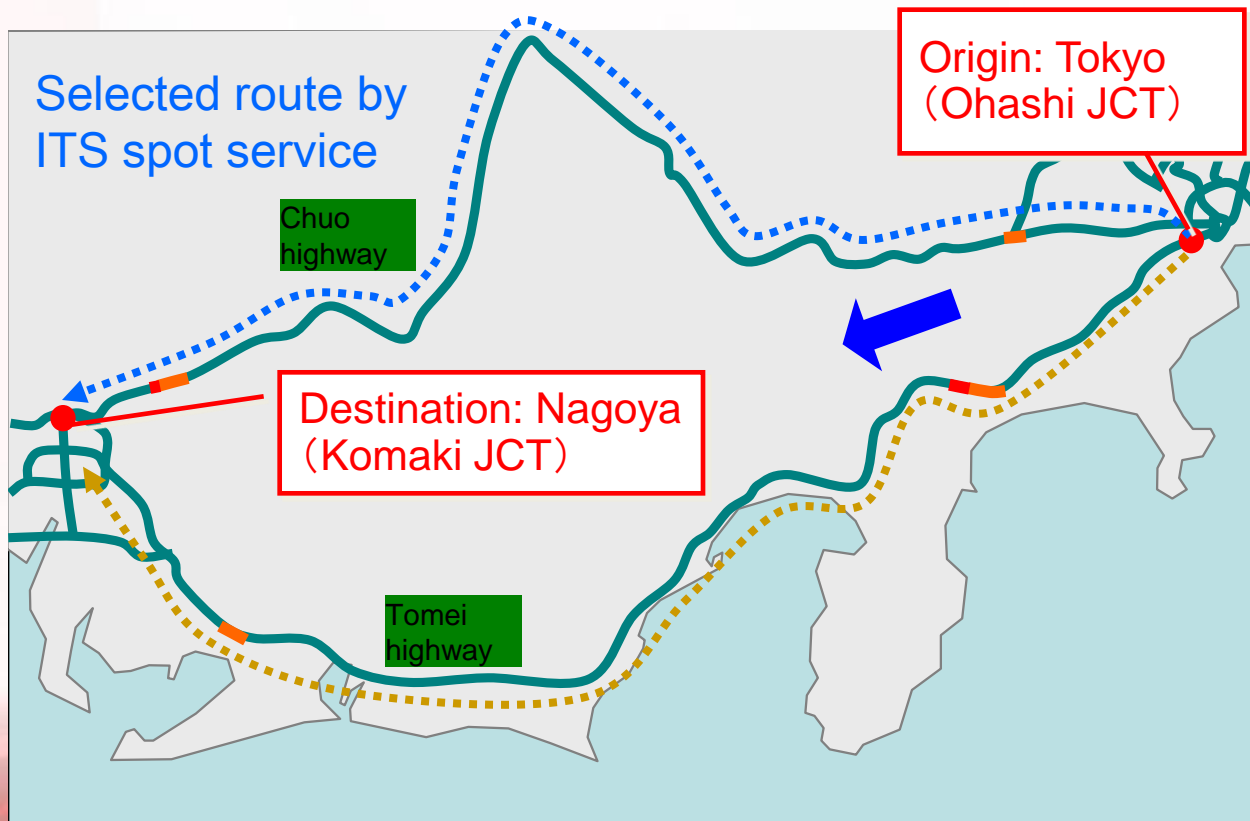 Selected route by
ITS spot service
Origin: Tokyo
（Ohashi JCT）
Chuo
highway
Destination: Nagoya
（Komaki JCT）
Tomei
highway